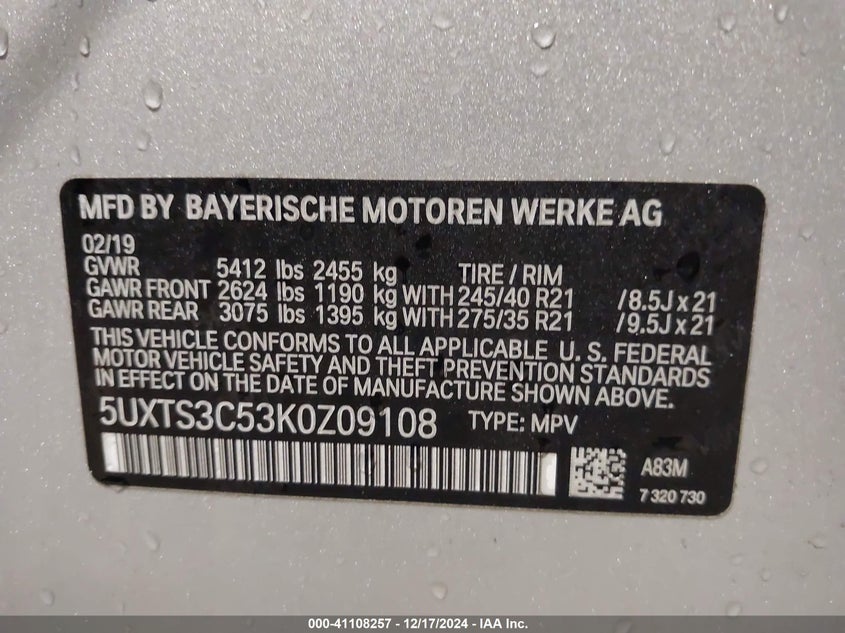 MFD BY BAYERISCHE MOTOREN WERKE AG
02/19
GVWR 5412 lbs 2455 kg TIRE / RIM
GAWR FRONT 2624 lbs 1190 kg WITH 245/40 R21 /8.5J x 21
GAWR REAR 3075 lbs 1395 kg WITH 275/35 R21 /9.5J x 21
THIS VEHICLE CONFORMS TO ALL APPLICABLE U. S. FEDERAL
MOTOR VEHICLE SAFETY AND THEFT PREVENTION STANDARDS
IN EFFECT ON THE DATE OF MANUFACTURE SHOWN ABOVE.
5UXTS3C53K0Z09108 TYPE: MPV
A83M
7 320 730
000-41108257 - 12/17/2024 - IAA Inc.